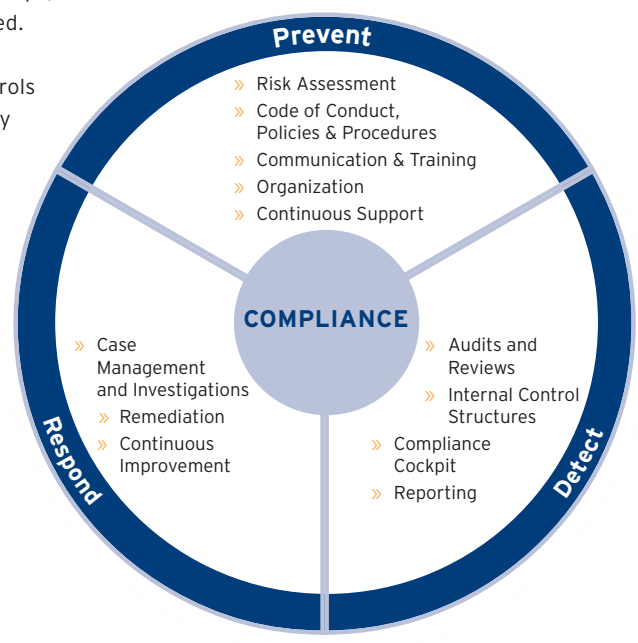 ed.
rols
y
Prevent
» Risk Assessment
» Code of Conduct,
Policies & Procedures
» Communication & Training
» Organization
» Continuous Support
COMPLIANCE
» Case
Management
and Investigations
» Remediation
» Continuous
Improvement
Respond
» Audits and
Reviews
» Internal Control
Structures
» Compliance
Cockpit
» Reporting
Detect